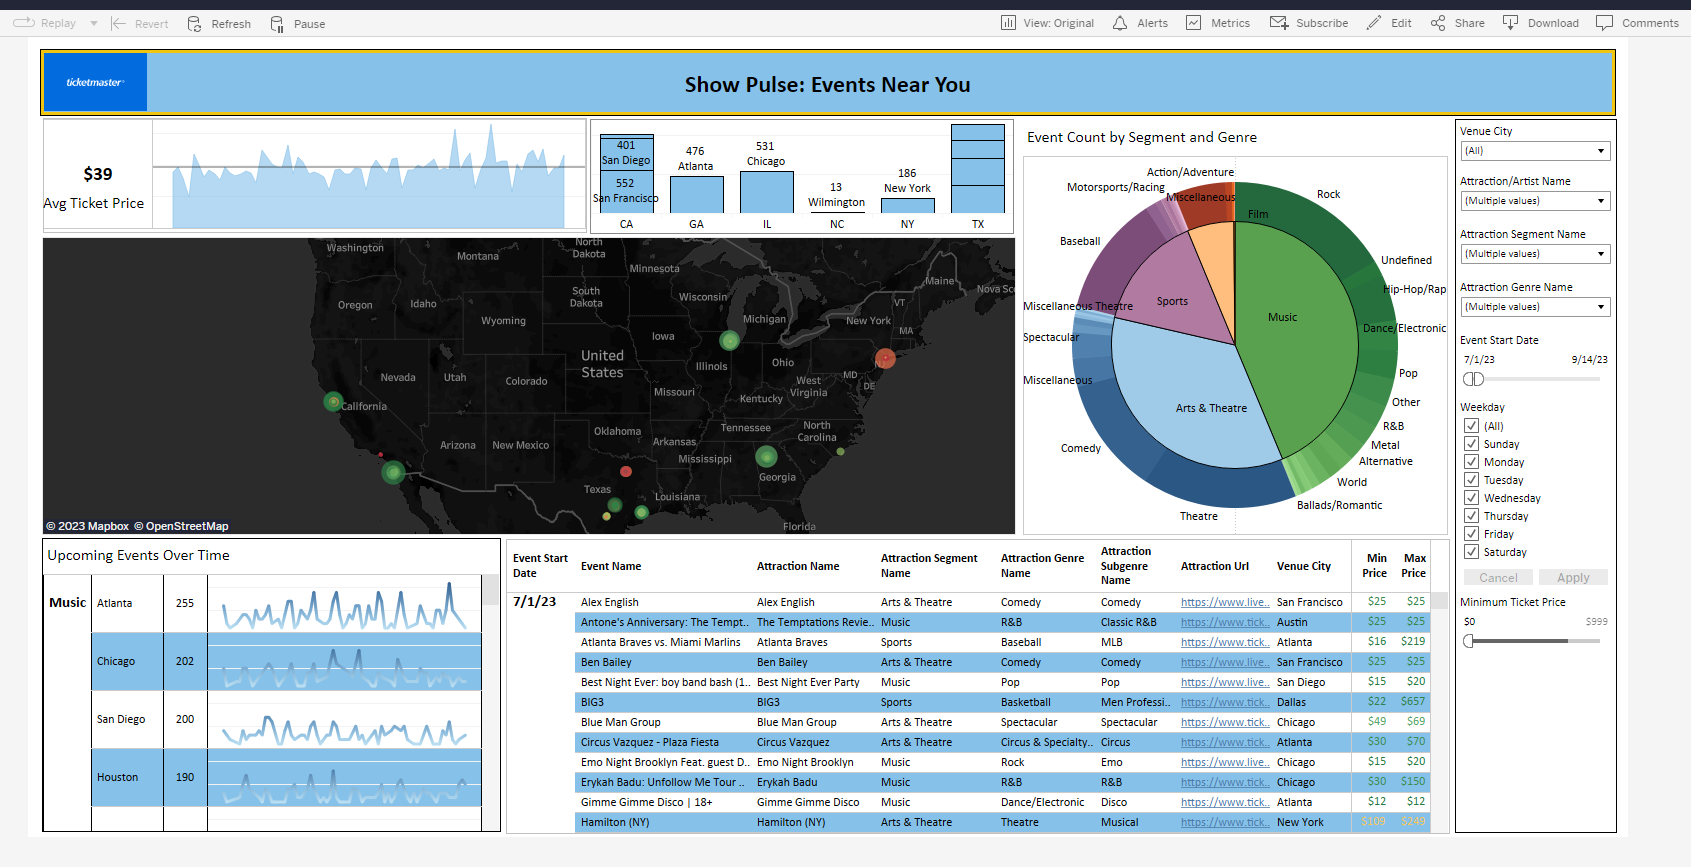 Replay
Revert
Refresh
Pause
View: Original
Alerts
Metrics
Subscribe
Edit
Share
Download
Comments
ticketmaster
Show Pulse: Events Near You
$39
Avg Ticket Price
401
San Diego
552
San Francisco
476
Atlanta
531
Chicago
13
Wilmington
186
New York
CA
GA
IL
NC
NY
TX
Washington
Montana
North
Dakota
Minnesota
Oregon
Idaho
South
Dakota
Wisconsin
Michigan
Maine
Nova Sc
VT
Wyoming
New York
MA
Iowa
United
States
Illinois
Ohio
Nevada
Utah
Colorado
Missouri
West
Virginia
MD
DE
NJ
Kentucky
California
Oklahoma
Tennessee
North
Carolina
Arizona
New Mexico
Arkansas
Mississippi
Georgia
Texas
Louisiana
Florida
© 2023 Mapbox © OpenStreetMap
Event Count by Segment and Genre
Action/Adventure
Motorsports/Racing
Miscellaneous
Film
Rock
Baseball
Undefined
Hip-Hop/Rap
Sports
Miscellaneous Theatre
Music
Dance/Electronic
Spectacular
Miscellaneous
Pop
Other
Arts & Theatre
R&B
Metal
Comedy
Alternative
World
Ballads/Romantic
Theatre
Venue City
(All)
Attraction/Artist Name
(Multiple values)
Attraction Segment Name
(Multiple values)
Attraction Genre Name
(Multiple values)
Event Start Date
7/1/23 9/14/23
Weekday
(All)
Sunday
Monday
Tuesday
Wednesday
Thursday
Friday
Saturday
Cancel Apply
Minimum Ticket Price
$0 $999
Upcoming Events Over Time
Music Atlanta 255
Chicago 202
San Diego 200
Houston 190
Event Start Date Event Name Attraction Name Attraction Segment Name Attraction Genre Name Attraction Subgenre Name Attraction Url Venue City Min Price Max Price
7/1/23 Alex English Alex English Arts & Theatre Comedy Comedy https://www.live.. San Francisco $25 $25
Antone's Anniversary: The Tempt.. The Temptations Revie.. Music R&B Classic R&B https://www.tick.. Austin $25 $25
Atlanta Braves vs. Miami Marlins Atlanta Braves Sports Baseball MLB https://www.tick.. Atlanta $16 $219
Ben Bailey Ben Bailey Arts & Theatre Comedy Comedy https://www.live.. San Francisco $25 $25
Best Night Ever: boy band bash (1.. Best Night Ever Party Music Pop Pop https://www.tick.. San Diego $15 $20
BIG3 BIG3 Sports Basketball Men Professi.. https://www.tick.. Dallas $22 $657
Blue Man Group Blue Man Group Arts & Theatre Spectacular Spectacular https://www.tick.. Chicago $49 $69
Circus Vazquez - Plaza Fiesta Circus Vazquez Arts & Theatre Circus & Specialty.. Circus https://www.tick.. Atlanta $30 $70
Emo Night Brooklyn Feat. guest D.. Emo Night Brooklyn Music Rock Emo https://www.live.. Chicago $15 $20
Erykah Badu: Unfollow Me Tour .. Erykah Badu Music R&B R&B https://www.tick.. Chicago $30 $150
Gimme Gimme Disco | 18+ Gimme Gimme Disco Music Dance/Electronic Disco https://www.tick.. Atlanta $12 $12
Hamilton (NY) Hamilton (NY) Arts & Theatre Theatre Musical https://www.tick.. New York $109 $249